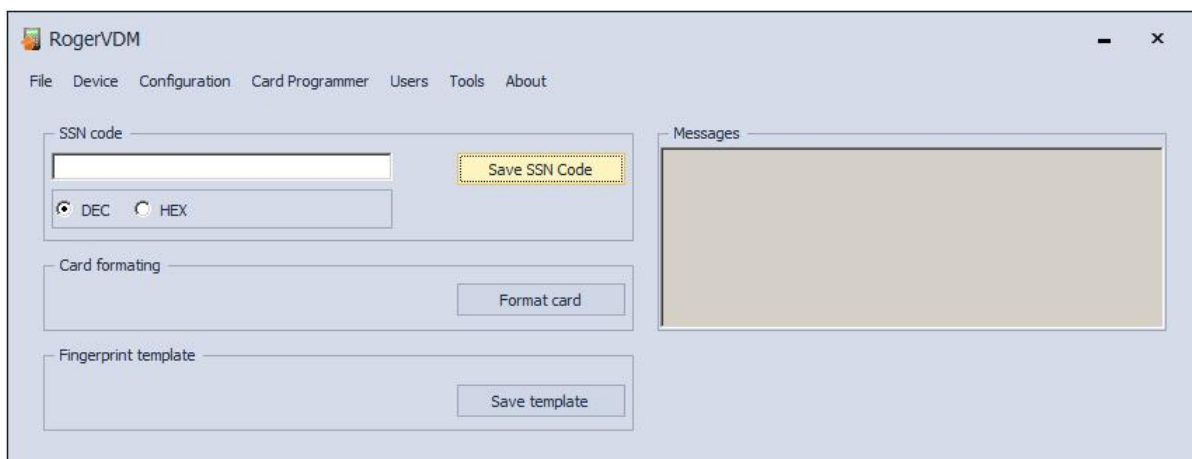 RogerVDM
File Device Configuration Card Programmer Users Tools About
SSN code
Save SSN Code
DEC HEX
Card formating
Format card
Fingerprint template
Save template
Messages